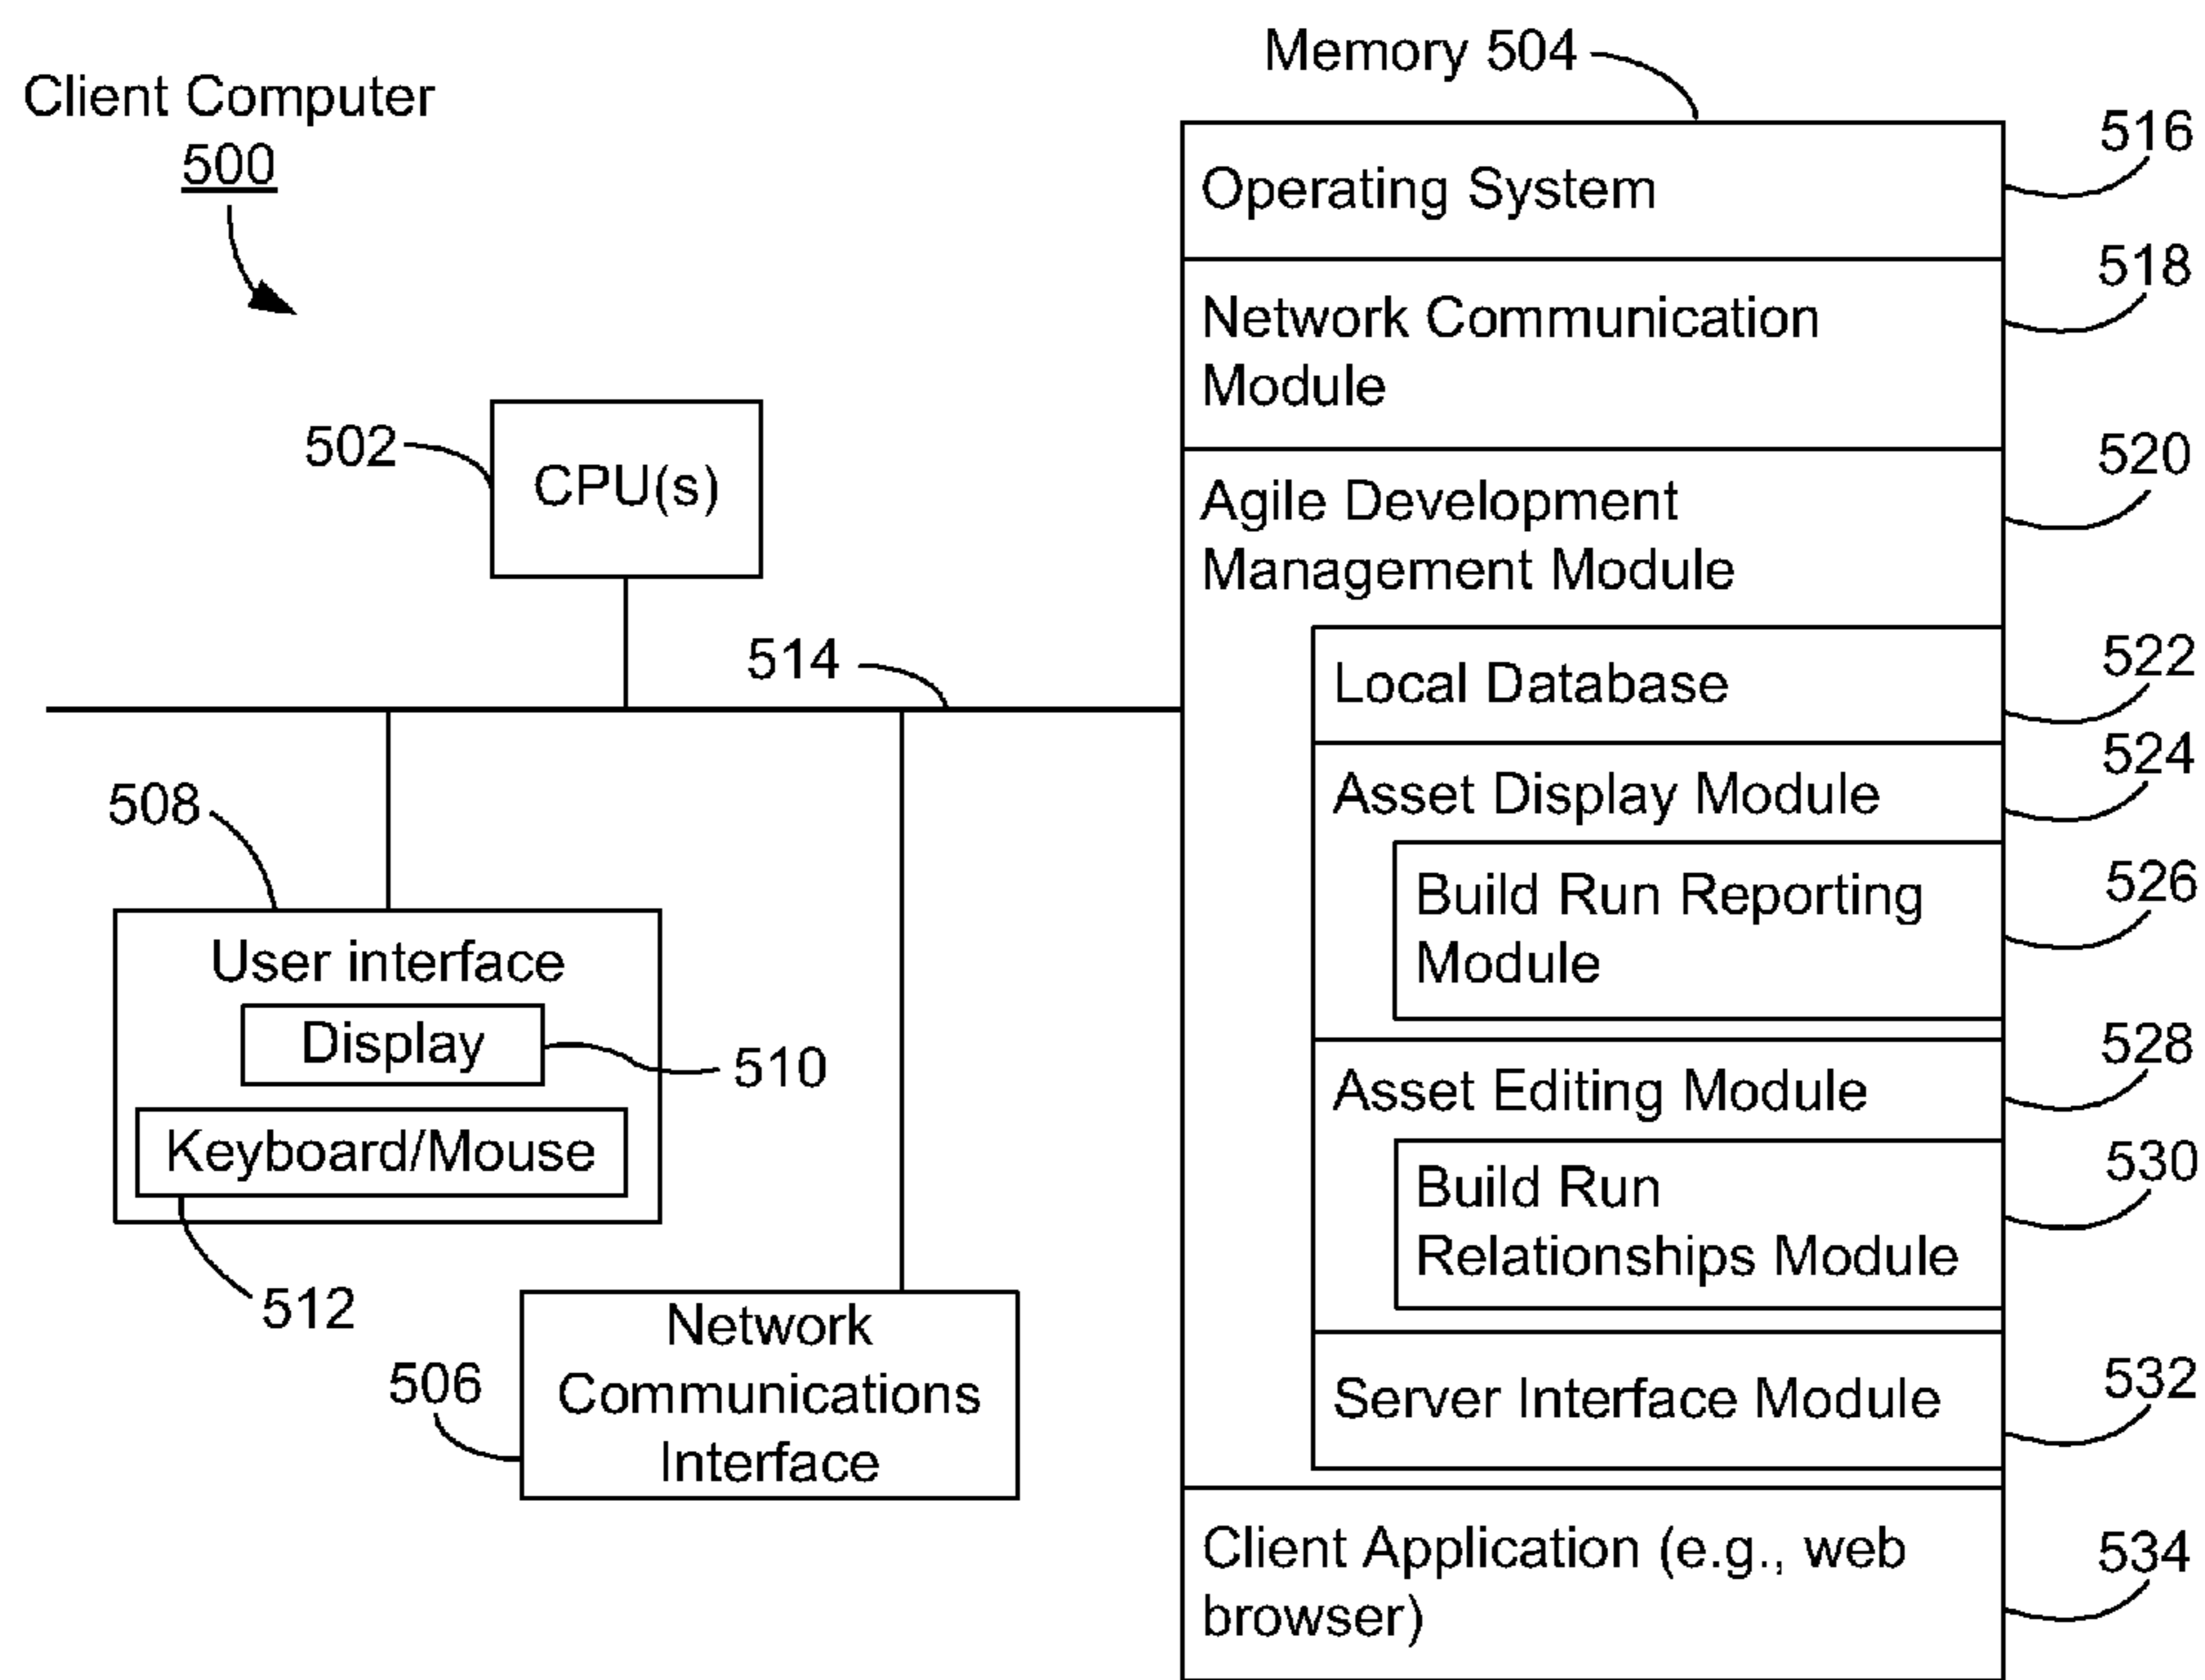 Client Computer
500
Memory 504
Operating System
516
Network Communication
Module
518
Agile Development
Management Module
520
Local Database
522
Asset Display Module
524
Build Run Reporting
Module
526
Asset Editing Module
528
Build Run
Relationships Module
530
Server Interface Module
532
Client Application (e.g., web
browser)
534
502
CPU(s)
514
508
User interface
Display
510
Keyboard/Mouse
512
506
Network
Communications
Interface